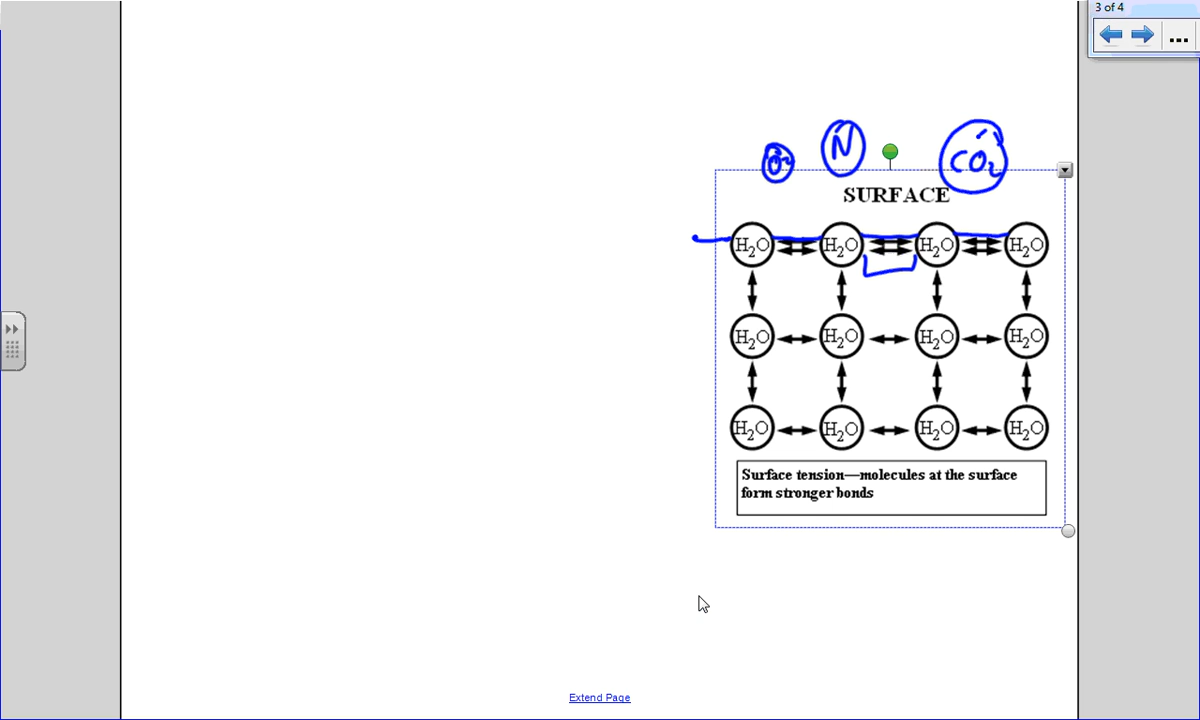 3 of 4
...
O2 N CO2
SURFACE
H2O H2O H2O H2O
H2O H2O H2O H2O
H2O H2O H2O H2O
Surface tension—molecules at the surface
form stronger bonds
Extend Page